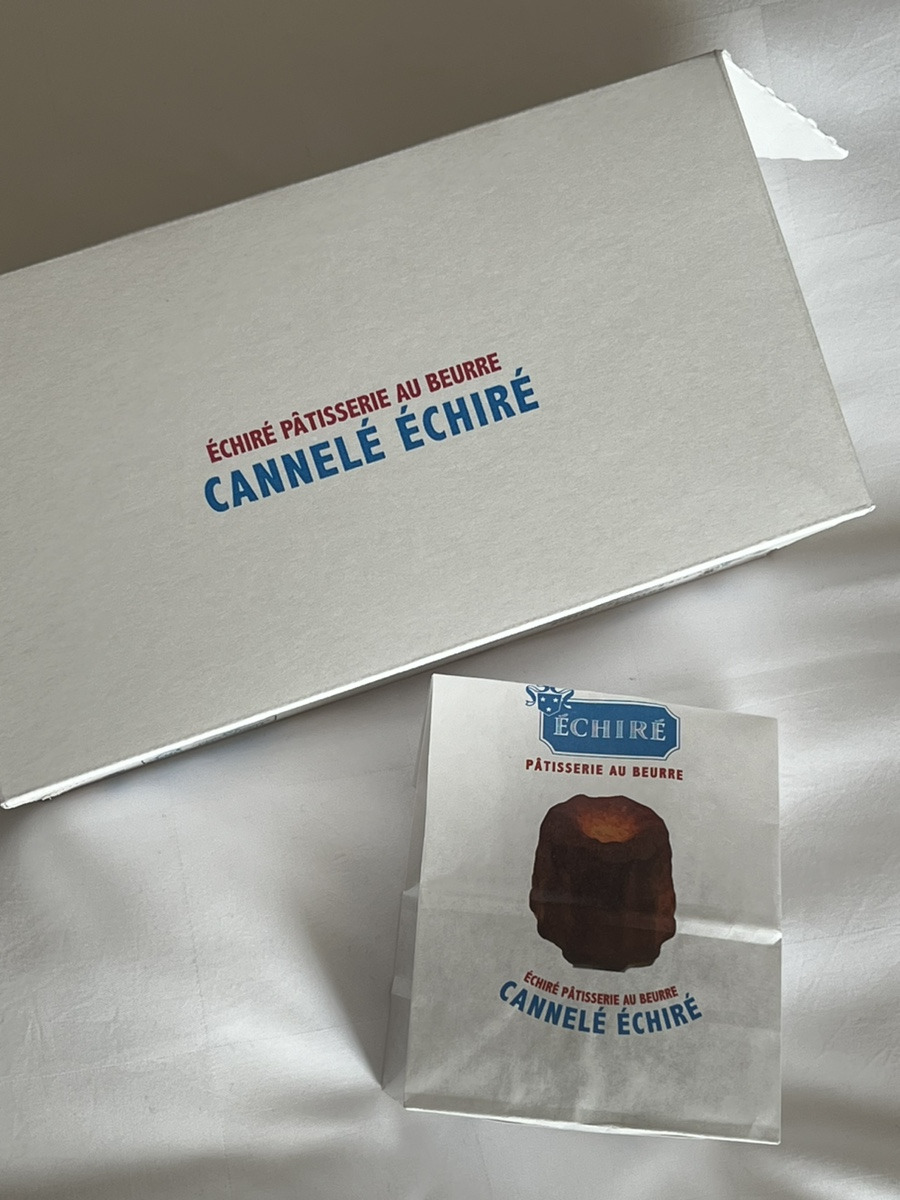 ÉCHIRÉ PÂTISSERIE AU BEURRE
CANNELÉ ÉCHIRÉ
ÉCHIRÉ
PÂTISSERIE AU BEURRE
ÉCHIRÉ PÂTISSERIE AU BEURRE
CANNELÉ ÉCHIRÉ